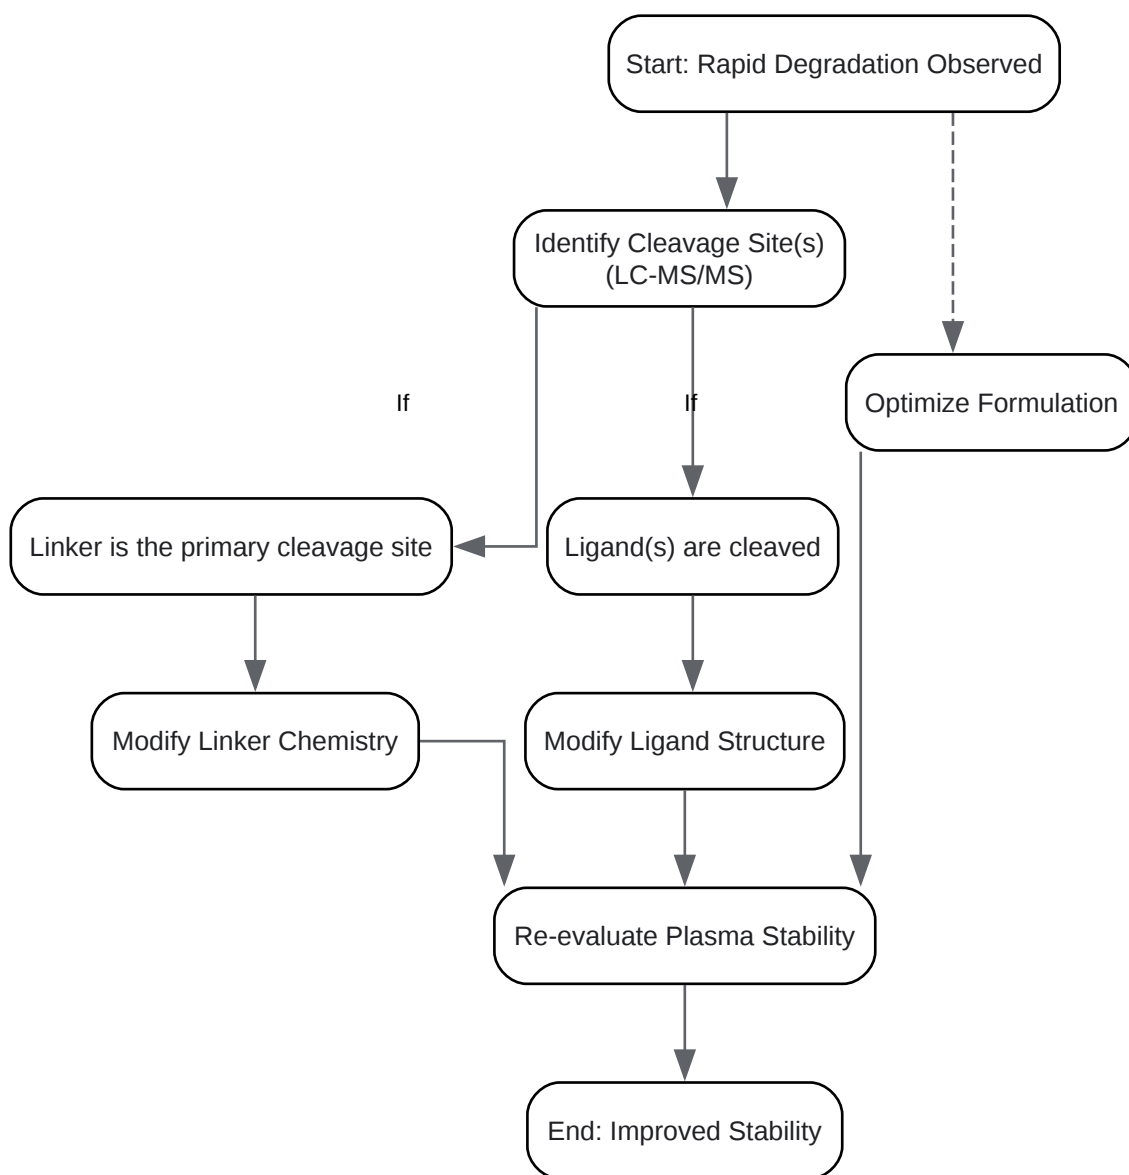 Start: Rapid Degradation Observed
Identify Cleavage Site(s)
(LC-MS/MS)
Optimize Formulation
If
If
Linker is the primary cleavage site
Ligand(s) are cleaved
Modify Linker Chemistry
Modify Ligand Structure
Re-evaluate Plasma Stability
End: Improved Stability